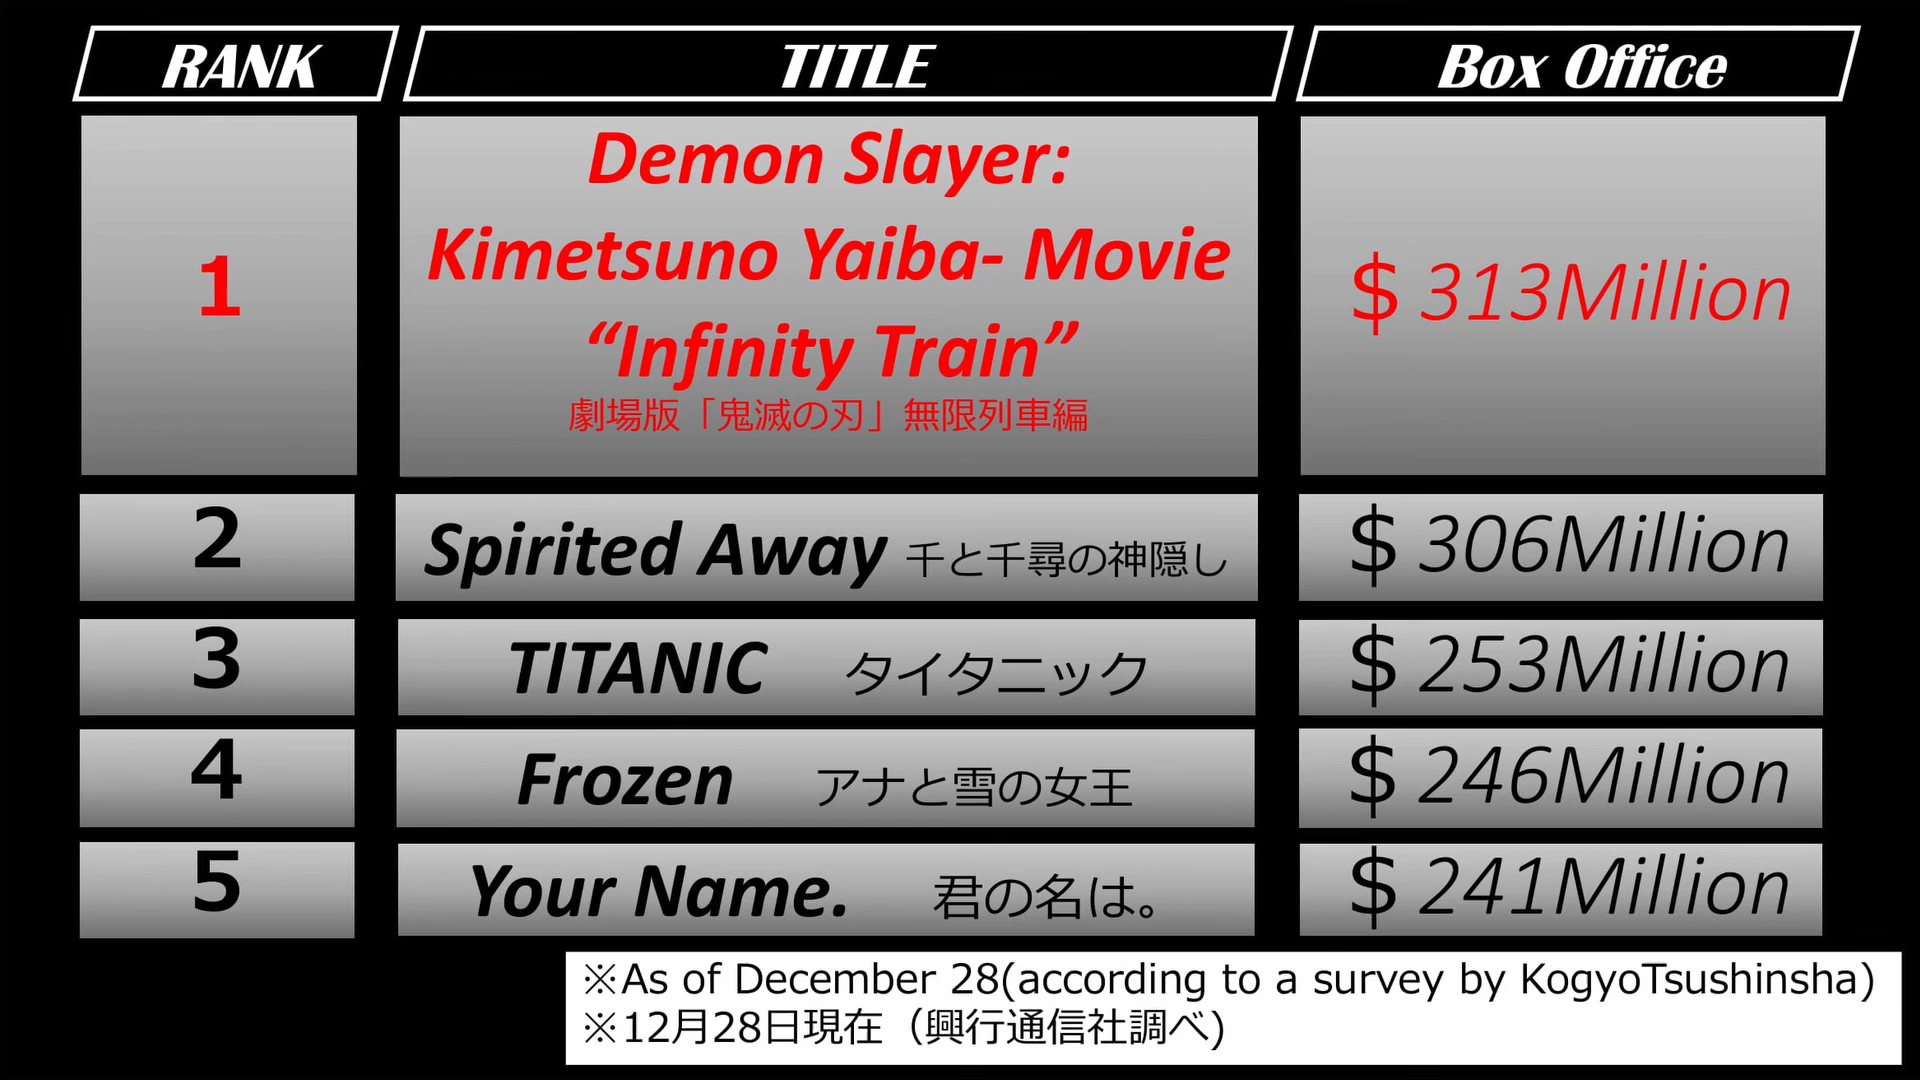 RANK TITLE Box Office
1
Demon Slayer:
Kimetsuno Yaiba- Movie
“Infinity Train”
劇場版「鬼滅の刃」無限列車編
$ 313Million
2 Spirited Away 千と千尋の神隠し $ 306Million
3 TITANIC タイタニック $ 253Million
4 Frozen アナと雪の女王 $ 246Million
5 Your Name. 君の名は。 $ 241Million
※As of December 28(according to a survey by KogyoTsushinsha)
※12月28日現在（興行通信社調べ)